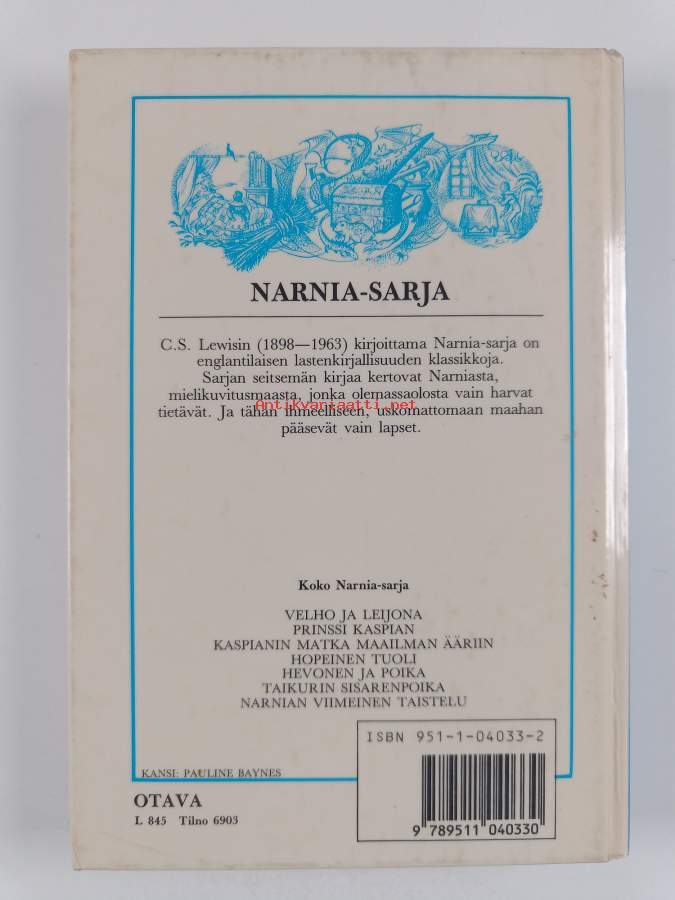 NARNIA-SARJA
C.S. Lewisin (1898—1963) kirjoittama Narnia-sarja on
englantilaisen lastenkirjallisuuden klassikkoja.
Sarjan seitsemän kirjaa kertovat Narniasta,
mielikuvitusmaasta, jonka olemassaolosta vain harvat
Antikvariaatti.net
tietävät. Ja tähän ihmeelliseen, uskomattomaan maahan
pääsevät vain lapset.
Koko Narnia-sarja
VELHO JA LEIJONA
PRINSSI KASPIAN
KASPIANIN MATKA MAAILMAN ÄÄRIIN
HOPEINEN TUOLI
HEVONEN JA POIKA
TAIKURIN SISARENPOIKA
NARNIAN VIIMEINEN TAISTELU
ISBN 951-1-04033-2
KANSI: PAULINE BAYNES
OTAVA
L 845 Tilno 6903
9 789511 040330